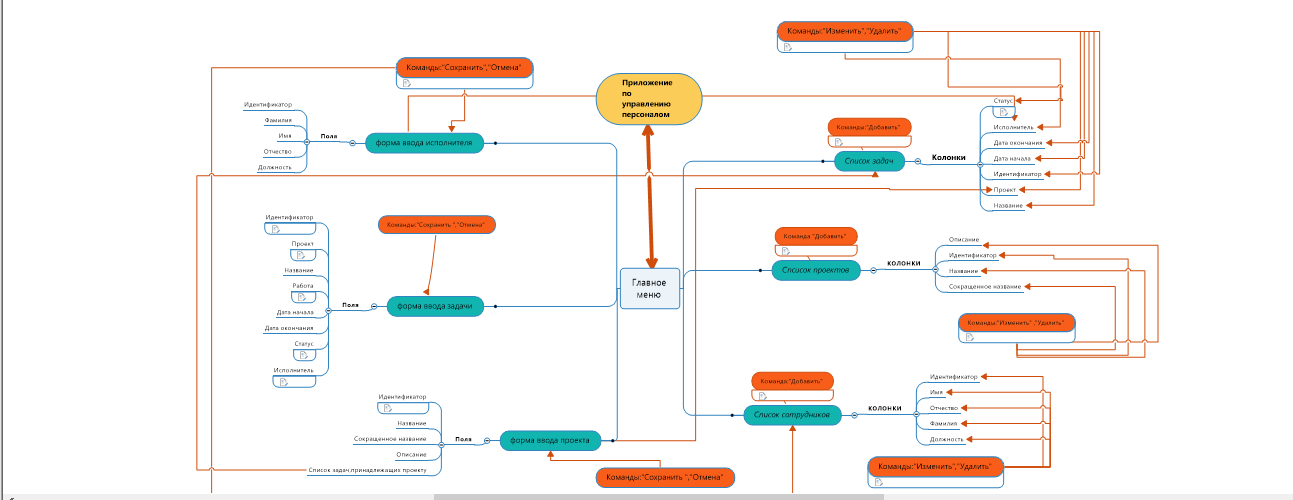 Команды:"Изменить","Удалить"
Команды:"Сохранить","Отмена"
Приложение
по
управлению
персоналом
Идентификатор
Фамилия
Имя
Отчество
Должность
Пола
форма ввода исполнителя
Команды:"Добавить"
Список задач
Колонки
Статус
Исполнитель
Дата окончания
Дата начала
Идентификатор
Проект
Название
Идентификатор
Проект
Название
Работа
Дата начала
Дата окончания
Статус
Исполнитель
Пола
Команды:"Сохранить ","Отмена"
форма ввода задачи
Главное
меню
Команда "Добавить"
Список проектов
колонки
Описание
Идентификатор
Название
Сокращенное название
Команды:"Изменить" ,"Удалить"
Идентификатор
Название
Сокращенное название
Описание
Список задач,принадлежащих проекту
Пола
форма ввода проекта
Команды:"Сохранить ","Отмена"
Команда:"Добавить"
Список сотрудников
колонки
Идентификатор
Имя
Отчество
Фамилия
Должность
Команды:"Изменить","Удалить"